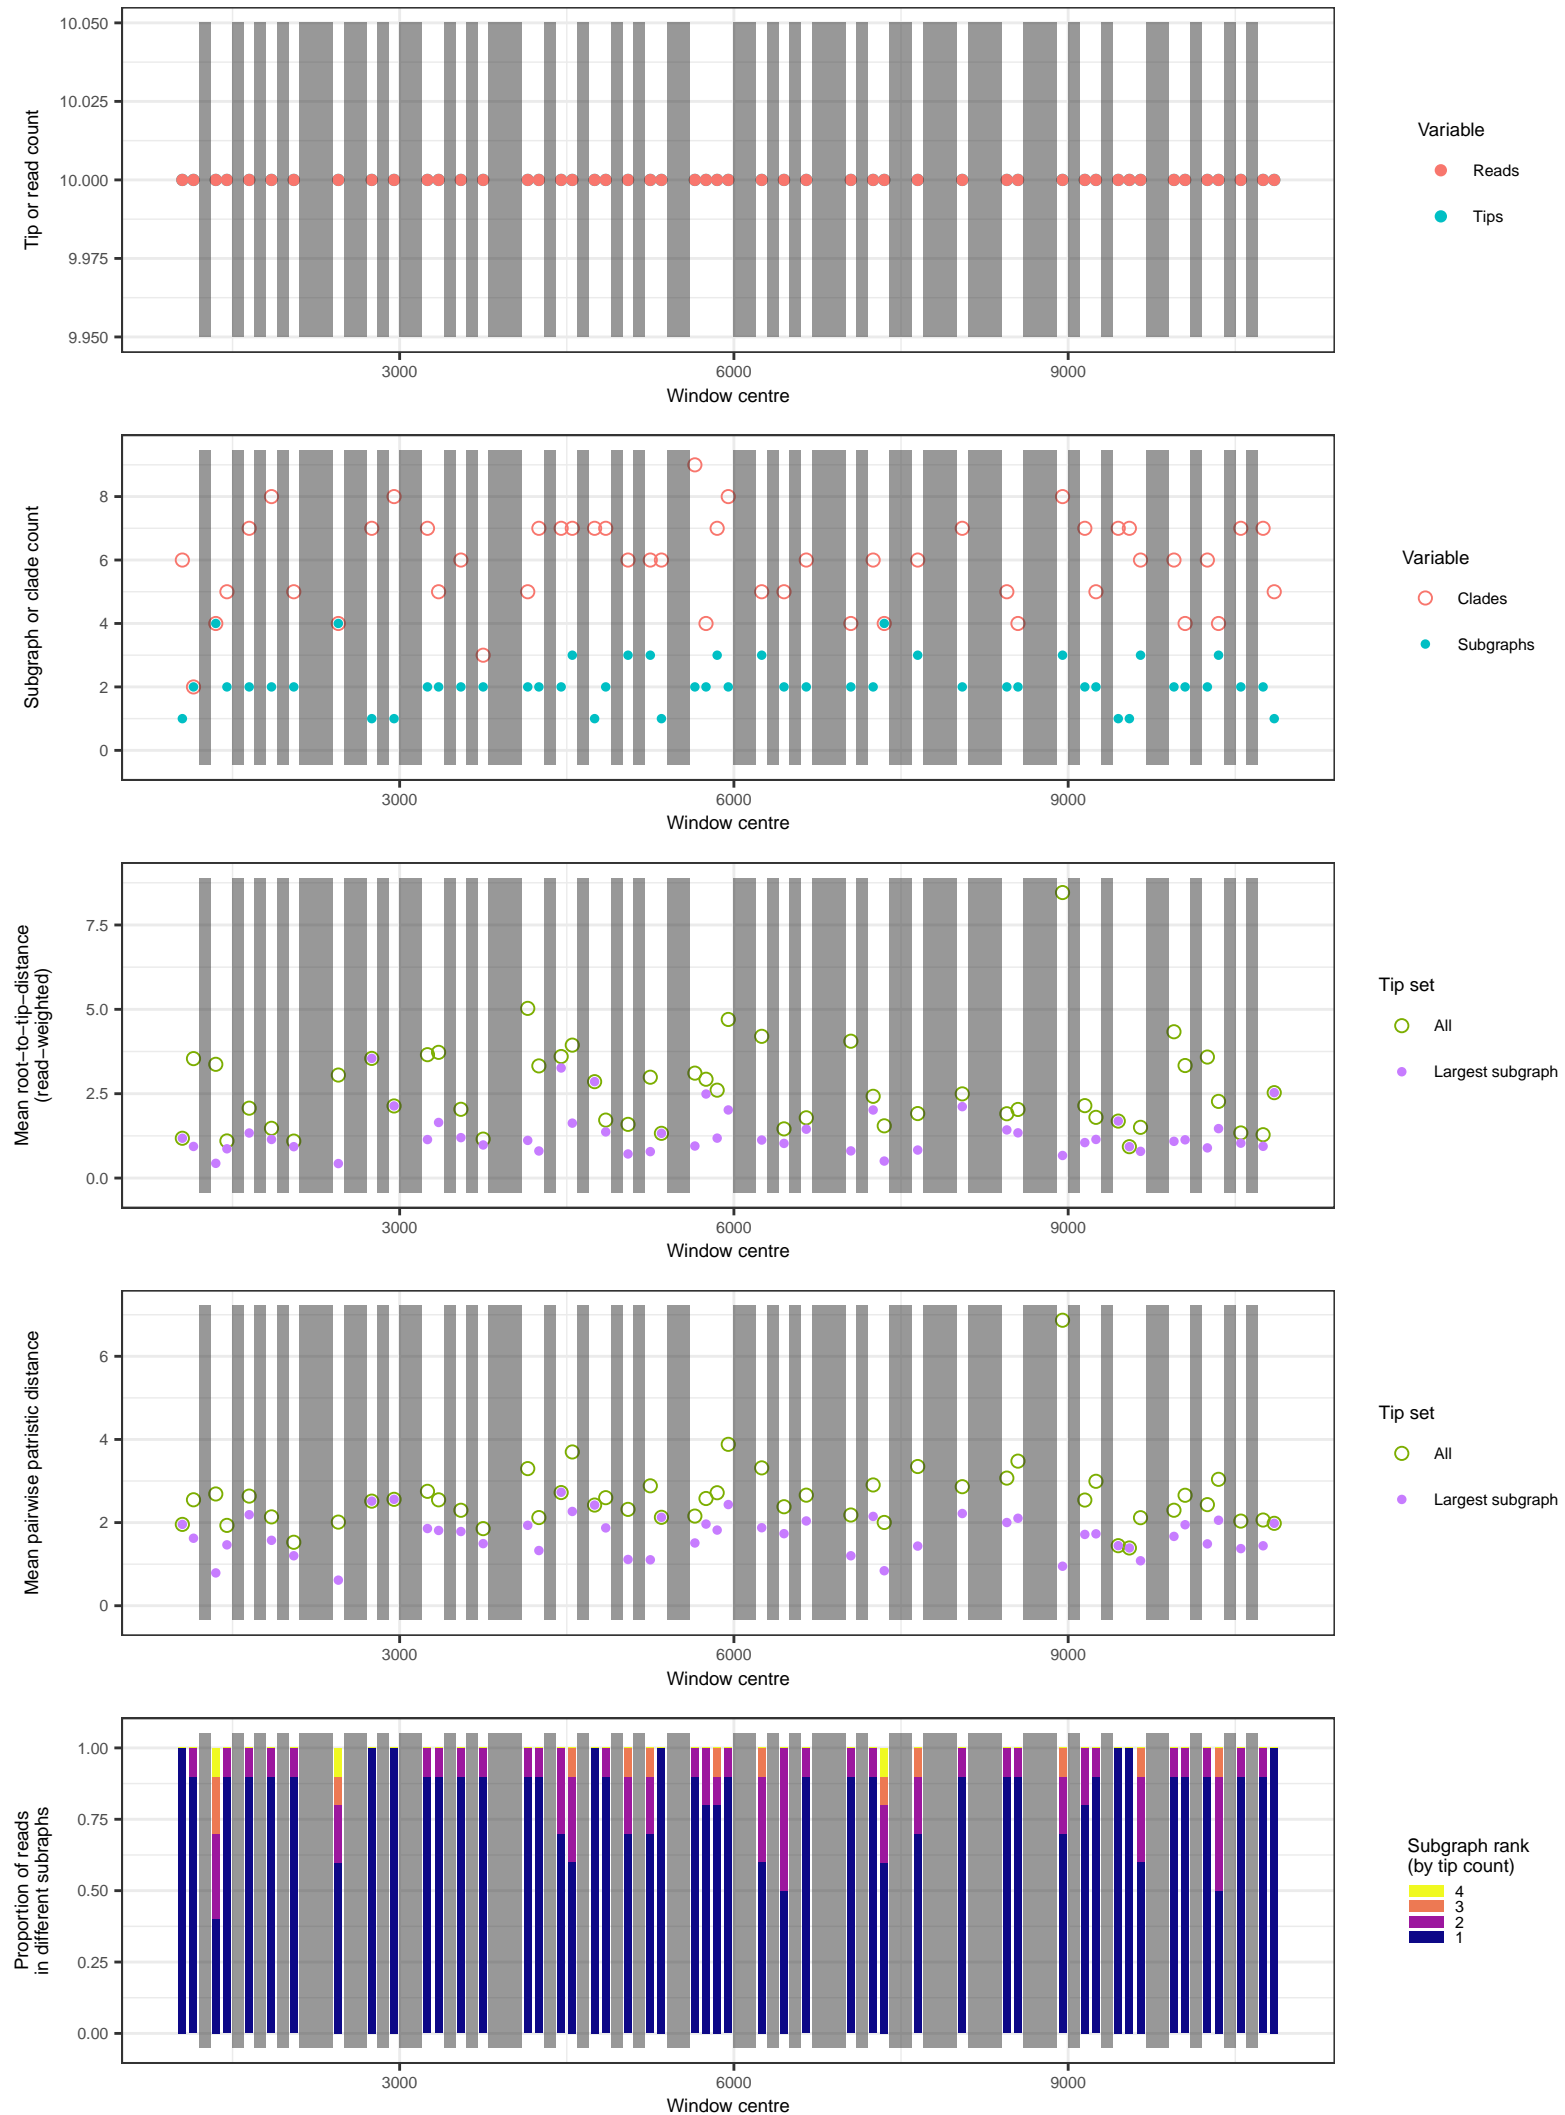 10.050
10.025
10.000
9.975
9.950
Tip or read count
3000
6000
9000
Window centre
Variable
Reads
Tips
8
6
4
2
0
Subgraph or clade count
3000
6000
9000
Window centre
Variable
Clades
Subgraphs
7.5
5.0
2.5
0.0
Mean root−to−tip−distance
(read−weighted)
3000
6000
9000
Window centre
Tip set
All
Largest subgraph
6
4
2
0
Mean pairwise patristic distance
3000
6000
9000
Window centre
Tip set
All
Largest subgraph
1.00
0.75
0.50
0.25
0.00
Proportion of reads
in different subraphs
3000
6000
9000
Window centre
Subgraph rank
(by tip count)
4
3
2
1